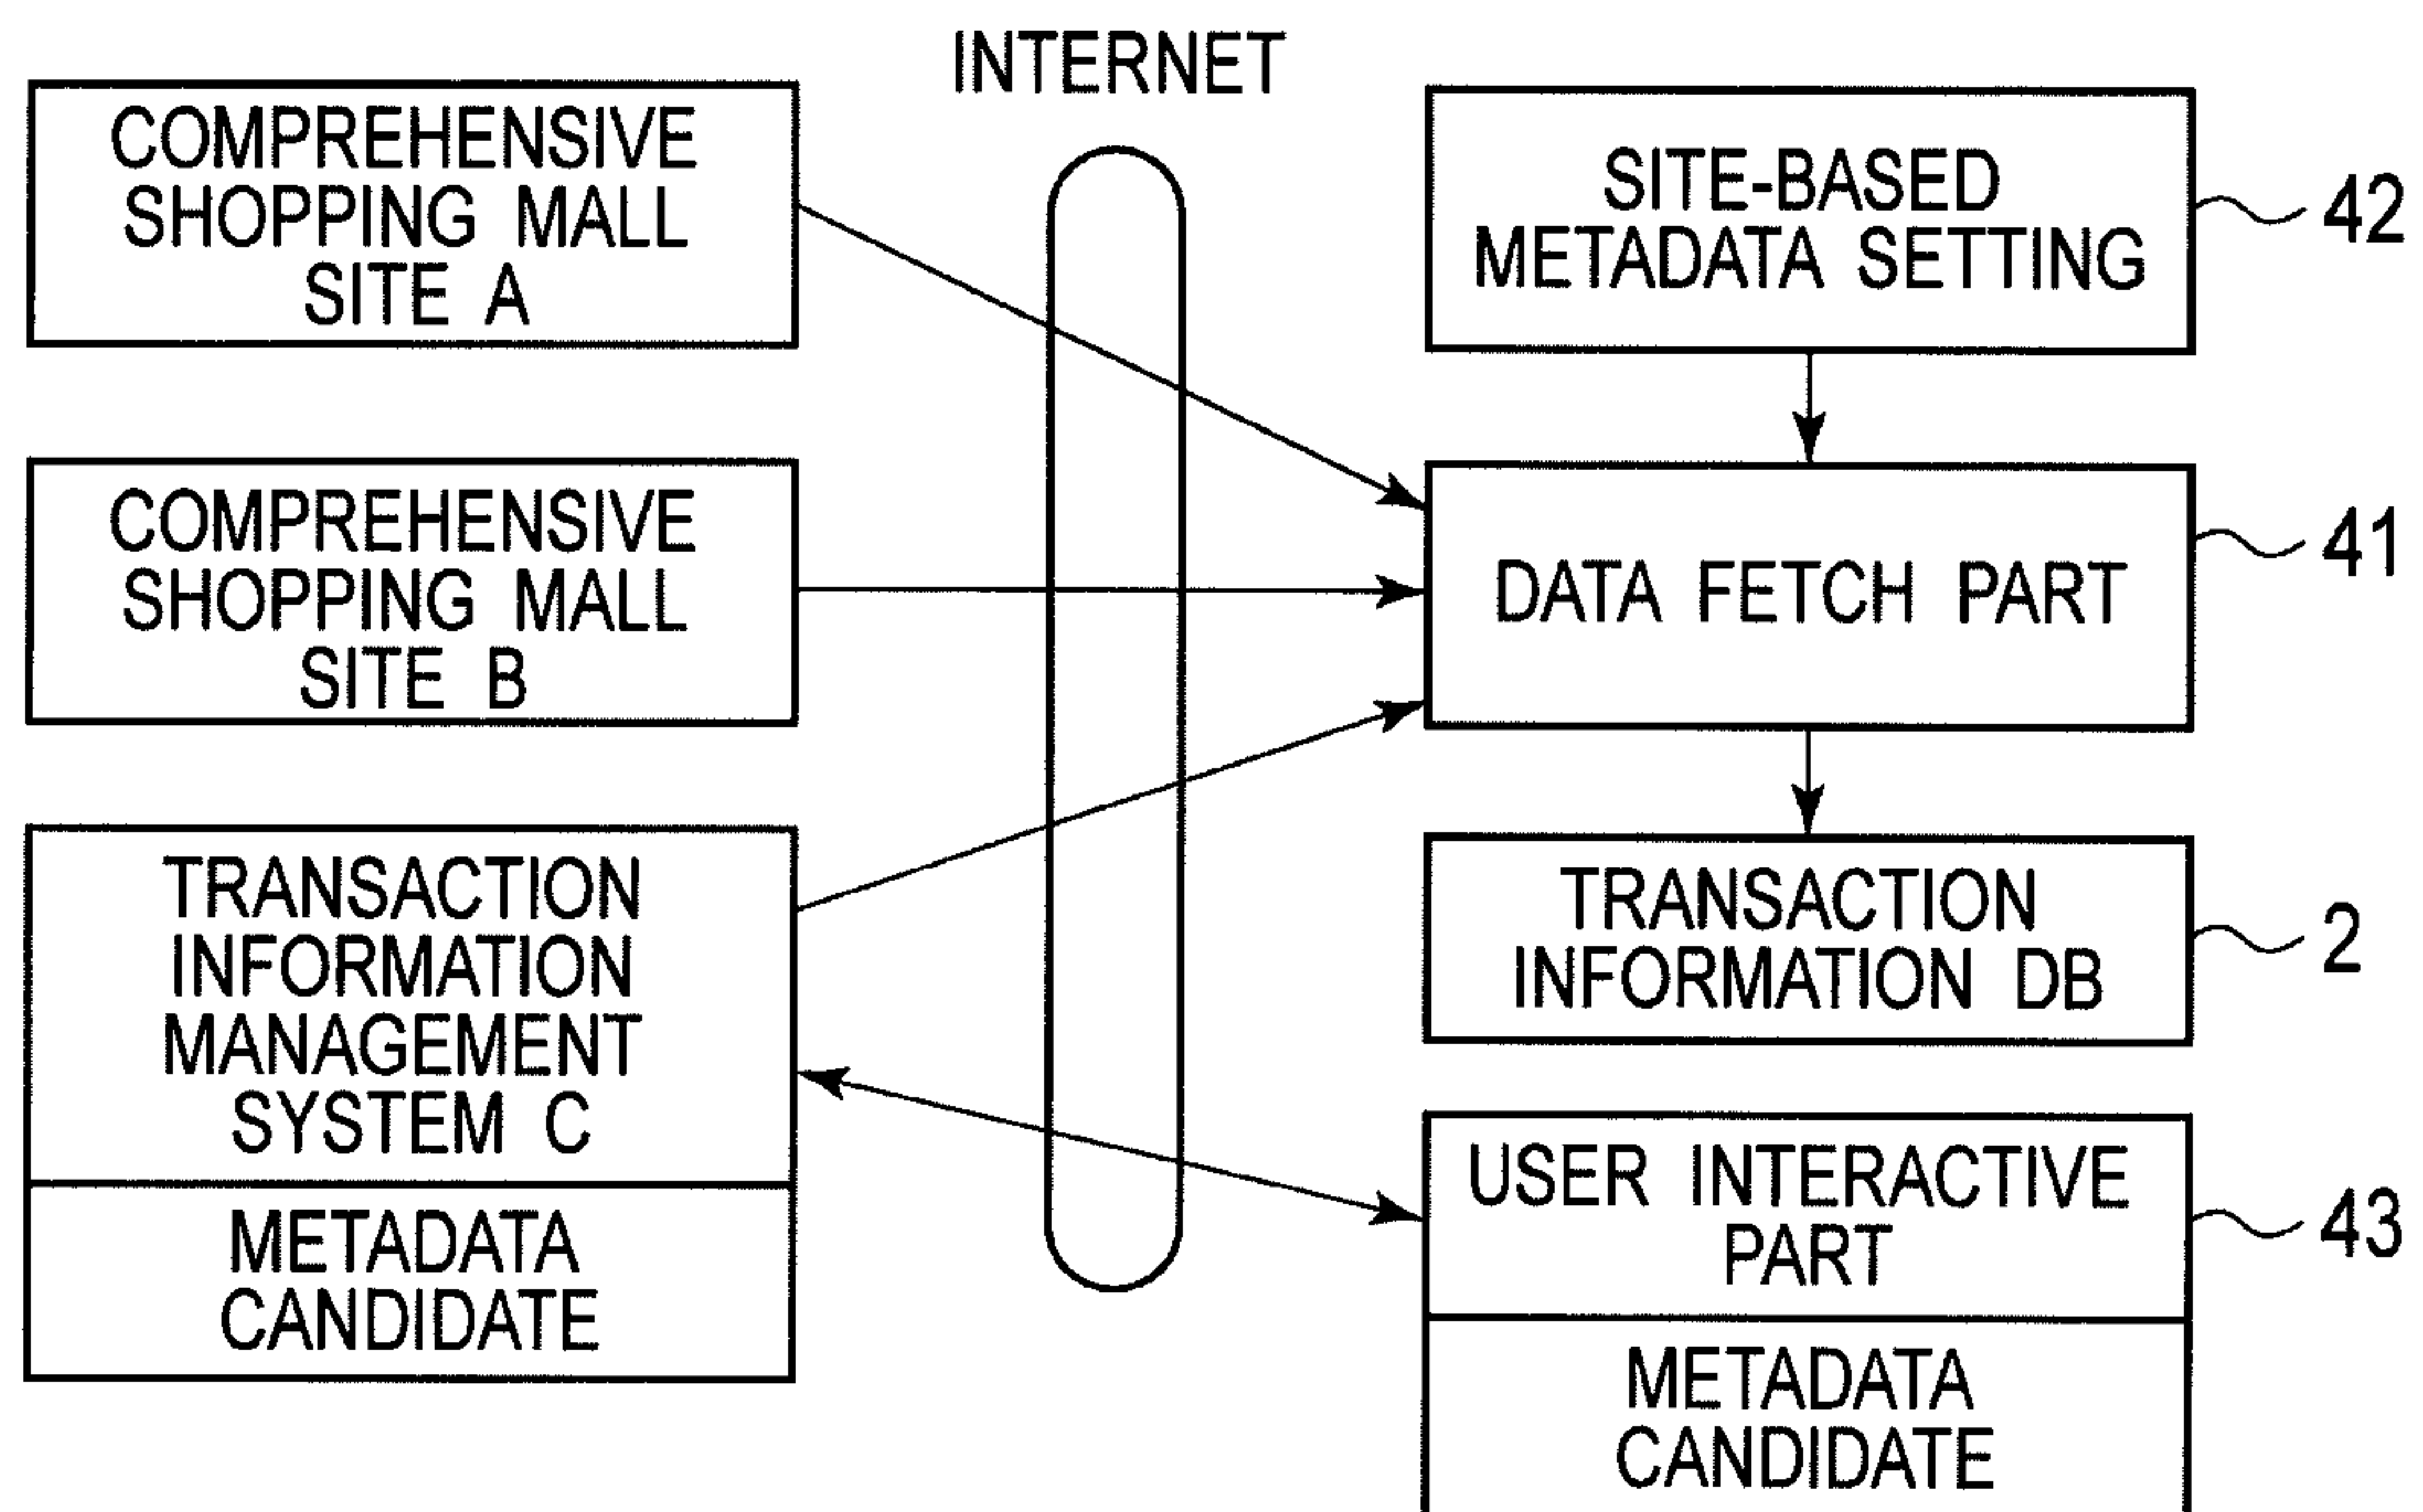 INTERNET
COMPREHENSIVE
SHOPPING MALL
SITE A
COMPREHENSIVE
SHOPPING MALL
SITE B
TRANSACTION
INFORMATION
MANAGEMENT
SYSTEM C
METADATA
CANDIDATE
SITE-BASED
METADATA SETTING
42
DATA FETCH PART
41
TRANSACTION
INFORMATION DB
2
USER INTERACTIVE
PART
43
METADATA
CANDIDATE